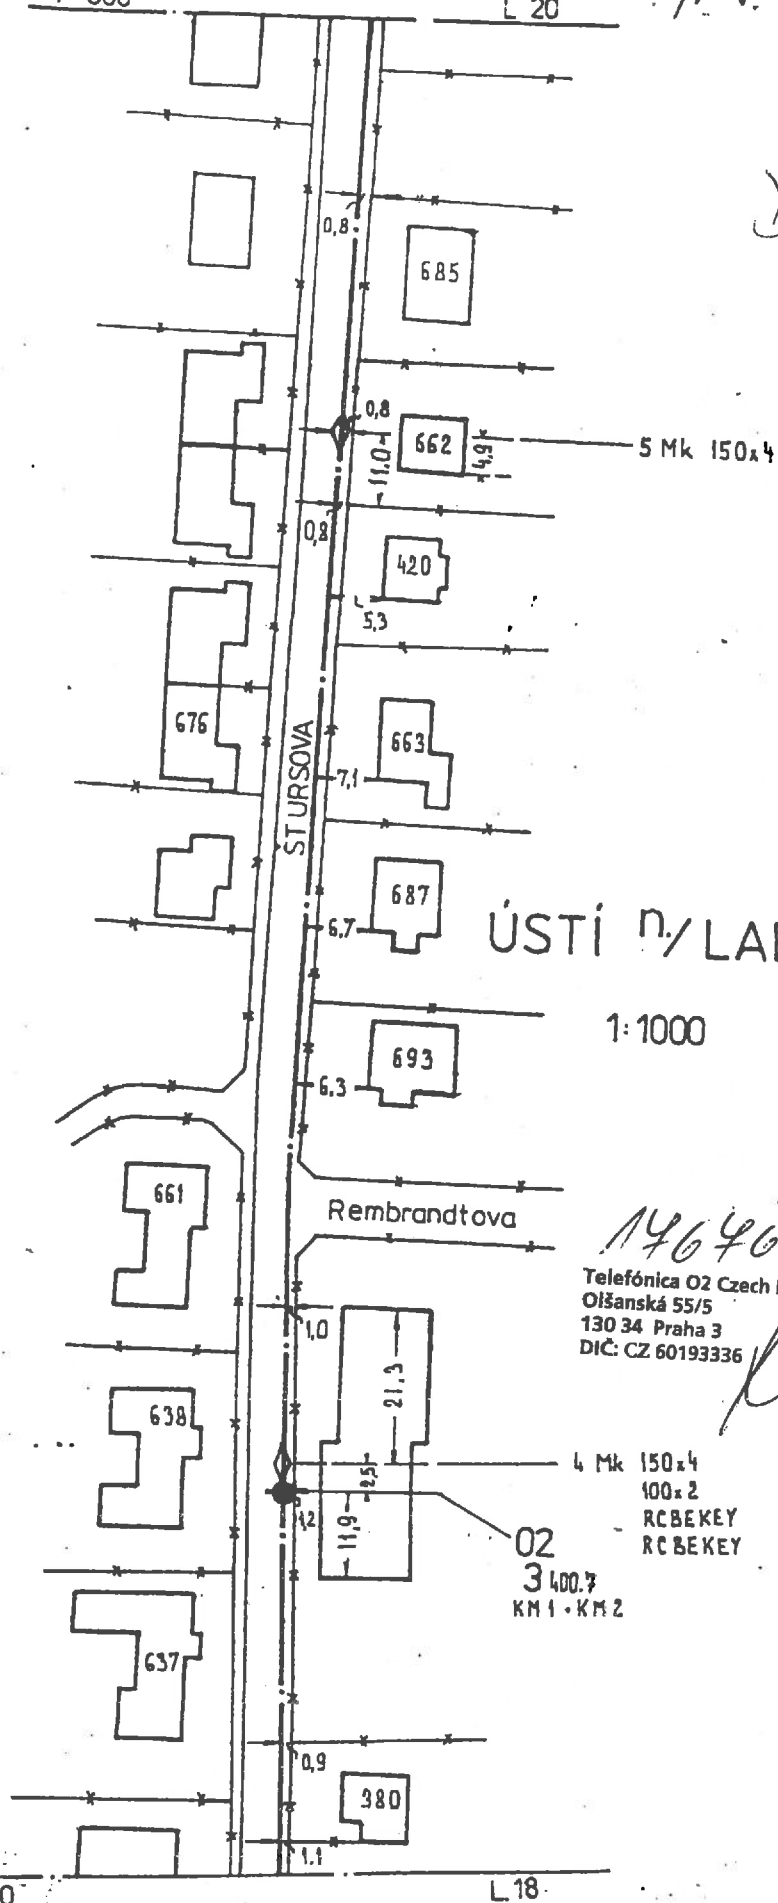 L 20
0,8
685
0,8
662
4,9
5 Mk 150x4
11.0
0,8
420
5,3
676
ŠTURSOVA
663
7,1
687
6,7
ÚSTÍ n./LAB
1:1000
693
6.3
661
Rembrandtova
Telefónica O2 Czech
Olšanská 55/5
130 34 Praha 3
DIČ: CZ 60193336
1,0
21.3
638
4 Mk 150x4
2,5
100x2
1,2
11,9
RCBEKEY
RCBEKEY
O2
3 400.7
KM1 · KM2
637
0,9
380
1.1
L 18